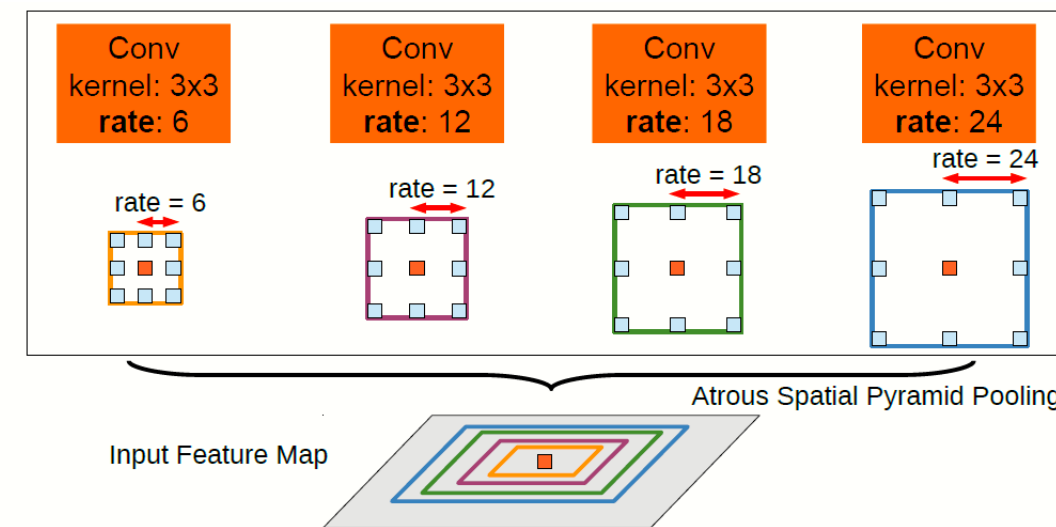 Conv
kernel: 3x3
rate: 6
Conv
kernel: 3x3
rate: 12
Conv
kernel: 3x3
rate: 18
Conv
kernel: 3x3
rate: 24
rate = 6
rate = 12
rate = 18
rate = 24
Atrous Spatial Pyramid Pooling
Input Feature Map